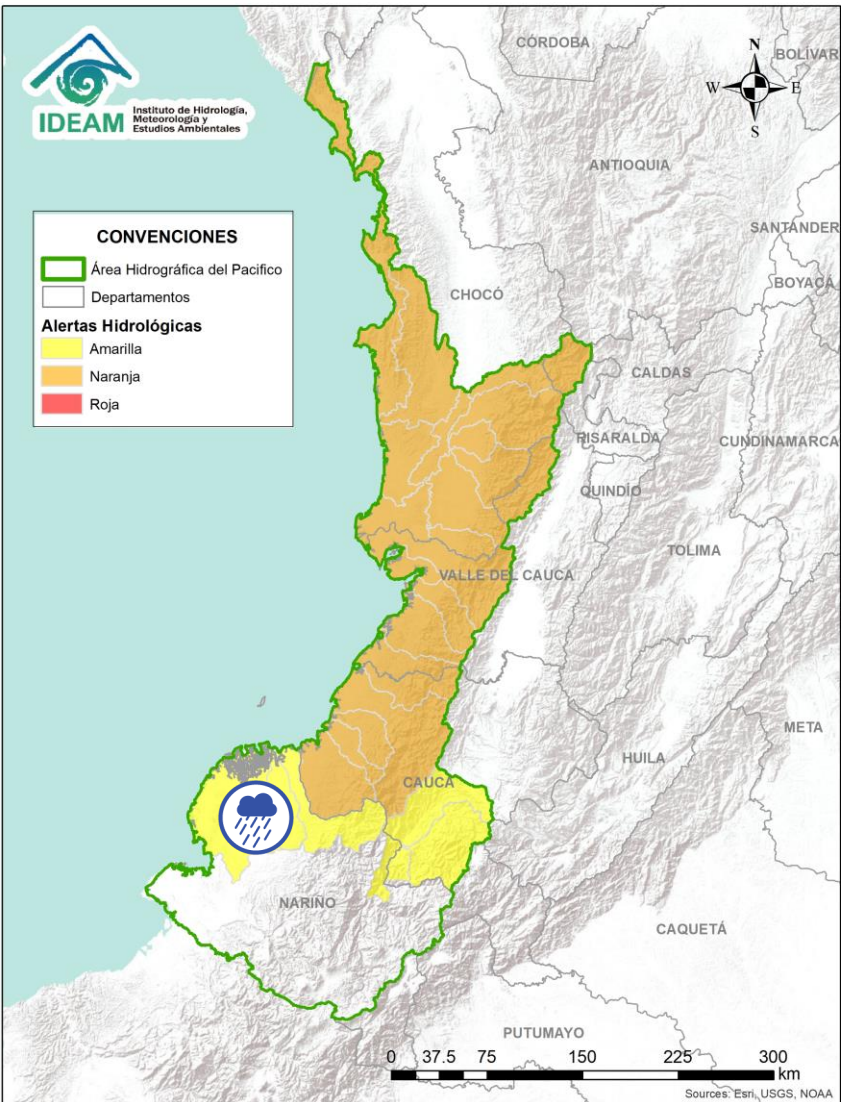 IDEAM
Instituto de Hidrología,
Meteorología y
Estudios Ambientales
N
W
E
S
CÓRDOBA
BOLÍVAR
ANTIOQUIA
SANTANDER
BOYACÁ
CHOCÓ
CALDAS
RISARALDA
CUNDINAMARCA
QUINDÍO
TOLIMA
VALLE DEL CAUCA
META
HUILA
CAUCA
NARIÑO
CAQUETÁ
PUTUMAYO
CONVENCIONES
Área Hidrográfica del Pacifico
Departamentos
Alertas Hidrológicas
Amarilla
Naranja
Roja
0 37.5 75 150 225 300
km
Sources: Esri, USGS, NOAA